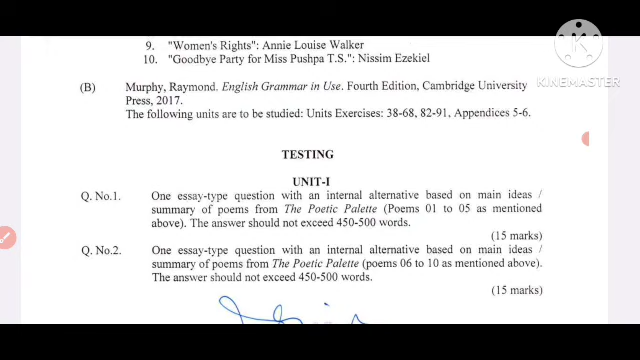 9. "Women's Rights": Annie Louise Walker
10. "Goodbye Party for Miss Pushpa T.S.": Nissim Ezekiel
KINEMASTER
(B) Murphy, Raymond. English Grammar in Use. Fourth Edition, Cambridge University
Press, 2017.
The following units are to be studied: Units Exercises: 38-68, 82-91, Appendices 5-6.
TESTING
UNIT-I
Q. No.1 One essay-type question with an internal alternative based on main ideas /
summary of poems from The Poetic Palette (Poems 01 to 05 as mentioned
above). The answer should not exceed 450-500 words.
(15 marks)
Q. No.2 One essay-type question with an internal alternative based on main ideas /
summary of poems from The Poetic Palette (poems 06 to 10 as mentioned above).
The answer should not exceed 450-500 words.
(15 marks)